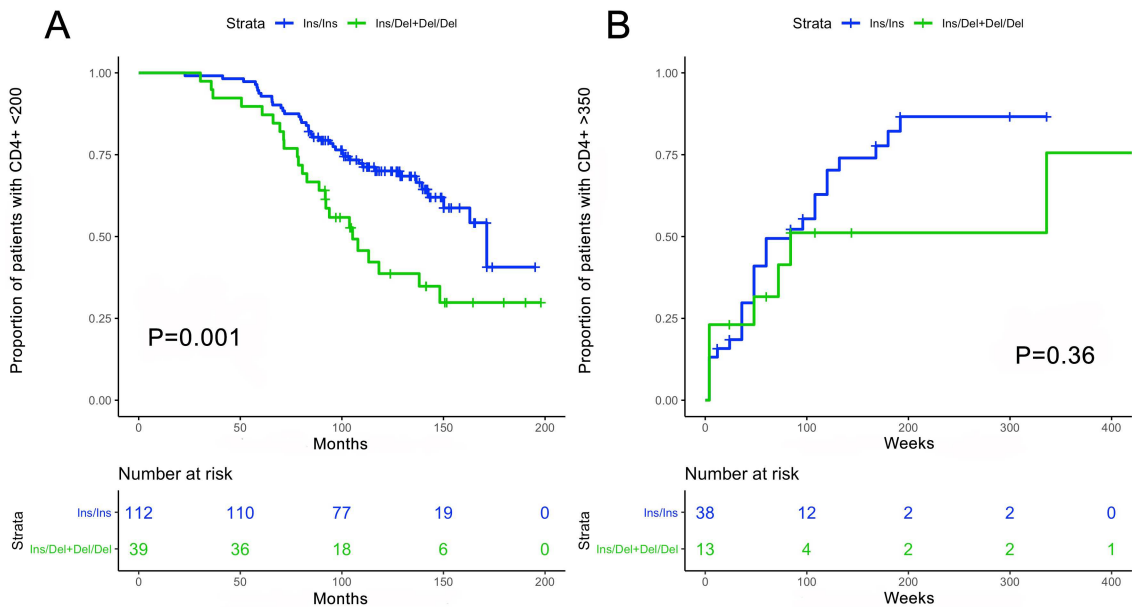 A
Strata Ins/Ins Ins/Del+Del/Del
Proportion of patients with CD4+ <200
1.00
0.75
0.50
0.25
0.00
P=0.001
0 50 100 150 200
Months
Number at risk
Strata
Ins/Ins 112 110 77 19 0
Ins/Del+Del/Del 39 36 18 6 0
0 50 100 150 200
Months
B
Strata Ins/Ins Ins/Del+Del/Del
Proportion of patients with CD4+ >350
1.00
0.75
0.50
0.25
0.00
P=0.36
0 100 200 300 400
Weeks
Number at risk
Strata
Ins/Ins 38 12 2 2 0
Ins/Del+Del/Del 13 4 2 2 1
0 100 200 300 400
Weeks